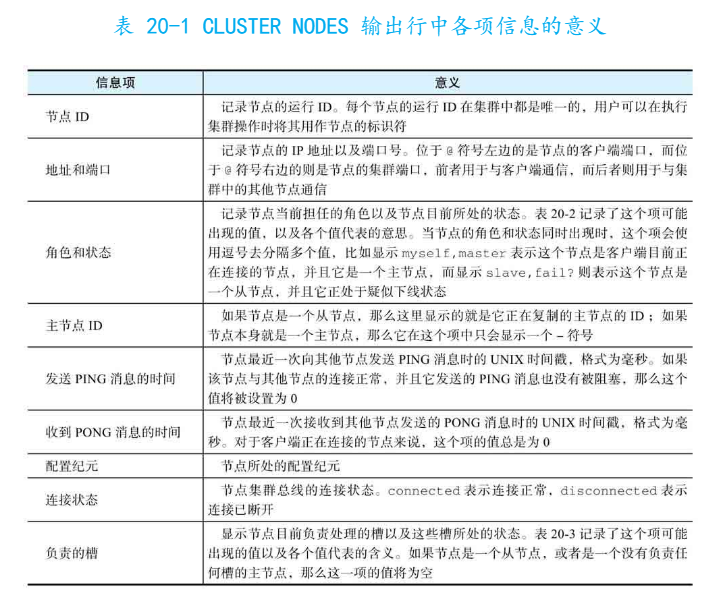 表 20-1 CLUSTER NODES 输出行中各项信息的意义
信息项 意义
节点 ID
记录节点的运行 ID。每个节点的运行 ID 在集群中都是唯一的，用户可以在执行
集群操作时将其用作节点的标识符
地址和端口
记录节点的 IP 地址以及端口号。位于 @ 符号左边的是节点的客户端端口，而位
于 @ 符号右边的则是节点的集群端口，前者用于与客户端通信，而后者则用于与集
群中的其他节点通信
角色和状态
记录节点当前担任的角色以及节点目前所处的状态。表 20-2 记录了这个项可能
出现的值，以及各个值代表的意思。当节点的角色和状态同时出现时，这个项会使
用逗号去分隔多个值，比如显示 myself,master 表示这个节点是客户端目前正
在连接的节点，并且它是一个主节点，而显示 slave,fail? 则表示这个节点是
一个从节点，并且它正处于疑似下线状态
主节点 ID
如果节点是一个从节点，那么这里显示的就是它正在复制的主节点的 ID；如果
节点本身就是一个主节点，那么它在这个项中只会显示一个 – 符号
发送 PING 消息的时间
节点最近一次向其他节点发送 PING 消息时的 UNIX 时间戳，格式为毫秒。如果
该节点与其他节点的连接正常，并且它发送的 PING 消息也没有被阻塞，那么这个
值将被设置为 0
收到 PONG 消息的时间
节点最近一次接收到其他节点发送的 PONG 消息时的 UNIX 时间戳，格式为毫
秒。对于客户端正在连接的节点来说，这个项的值总是为 0
配置纪元 节点所处的配置纪元
连接状态
节点集群总线的连接状态。connected 表示连接正常，disconnected 表示
连接已断开
负责的槽
显示节点目前负责处理的槽以及这些槽所处的状态。表 20-3 记录了这个项可能
出现的值以及各个值代表的含义。如果节点是一个从节点，或者是一个没有负责任
何槽的主节点，那么这一项的值将为空